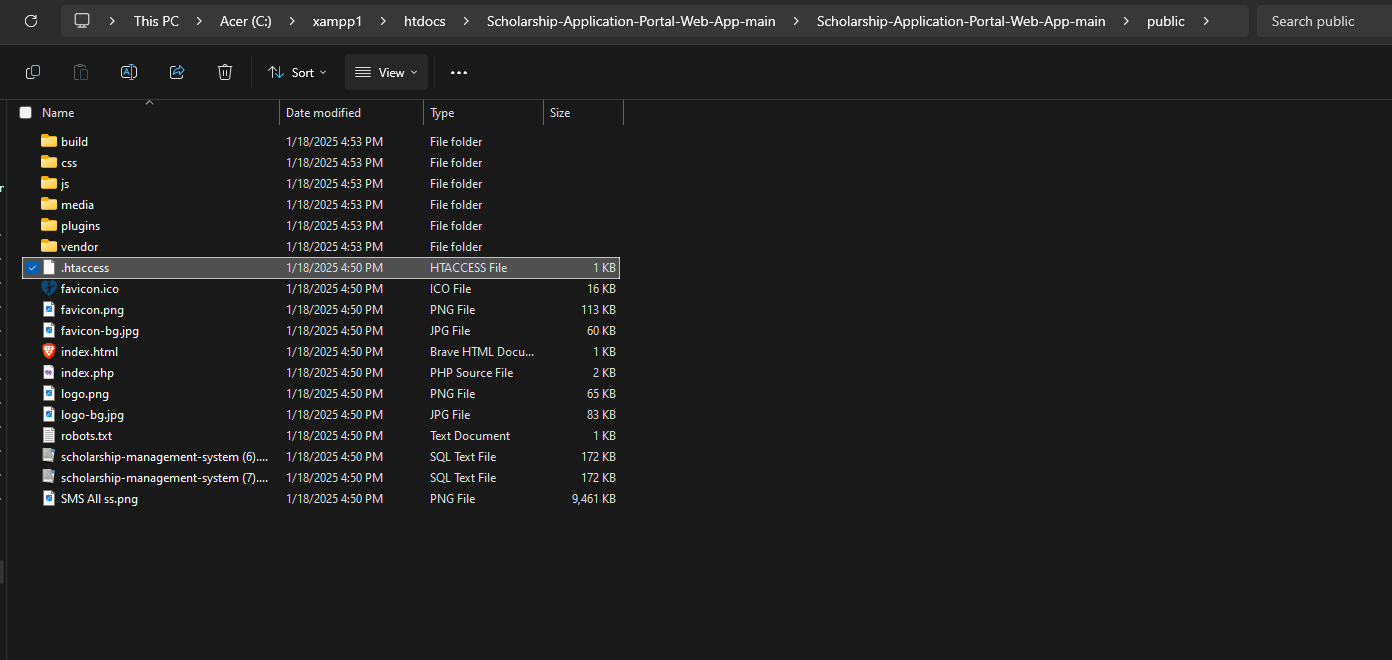 This PC > Acer (C:) > xampp1 > htdocs > Scholarship-Application-Portal-Web-App-main > Scholarship-Application-Portal-Web-App-main > public > Search public
Sort View
Name Date modified Type Size
build 1/18/2025 4:53 PM File folder
css 1/18/2025 4:53 PM File folder
js 1/18/2025 4:53 PM File folder
media 1/18/2025 4:53 PM File folder
plugins 1/18/2025 4:53 PM File folder
vendor 1/18/2025 4:53 PM File folder
.htaccess 1/18/2025 4:50 PM HTACCESS File 1 KB
favicon.ico 1/18/2025 4:50 PM ICO File 16 KB
favicon.png 1/18/2025 4:50 PM PNG File 113 KB
favicon-bg.jpg 1/18/2025 4:50 PM JPG File 60 KB
index.html 1/18/2025 4:50 PM Brave HTML Docu... 1 KB
index.php 1/18/2025 4:50 PM PHP Source File 2 KB
logo.png 1/18/2025 4:50 PM PNG File 65 KB
logo-bg.jpg 1/18/2025 4:50 PM JPG File 83 KB
robots.txt 1/18/2025 4:50 PM Text Document 1 KB
scholarship-management-system (6).... 1/18/2025 4:50 PM SQL Text File 172 KB
scholarship-management-system (7).... 1/18/2025 4:50 PM SQL Text File 172 KB
SMS All ss.png 1/18/2025 4:50 PM PNG File 9,461 KB